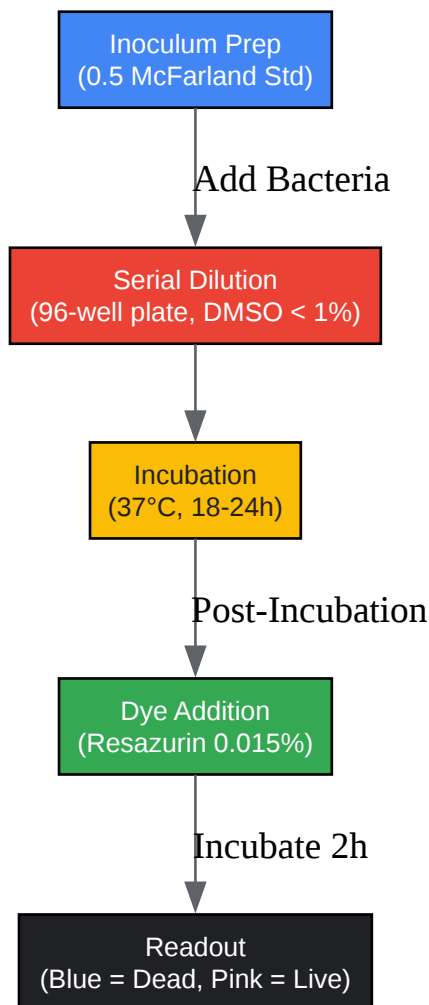 Inoculum Prep
(0.5 McFarland Std)
Add Bacteria
Serial Dilution
(96-well plate, DMSO < 1%)
Incubation
(37°C, 18-24h)
Post-Incubation
Dye Addition
(Resazurin 0.015%)
Incubate 2h
Readout
(Blue = Dead, Pink = Live)